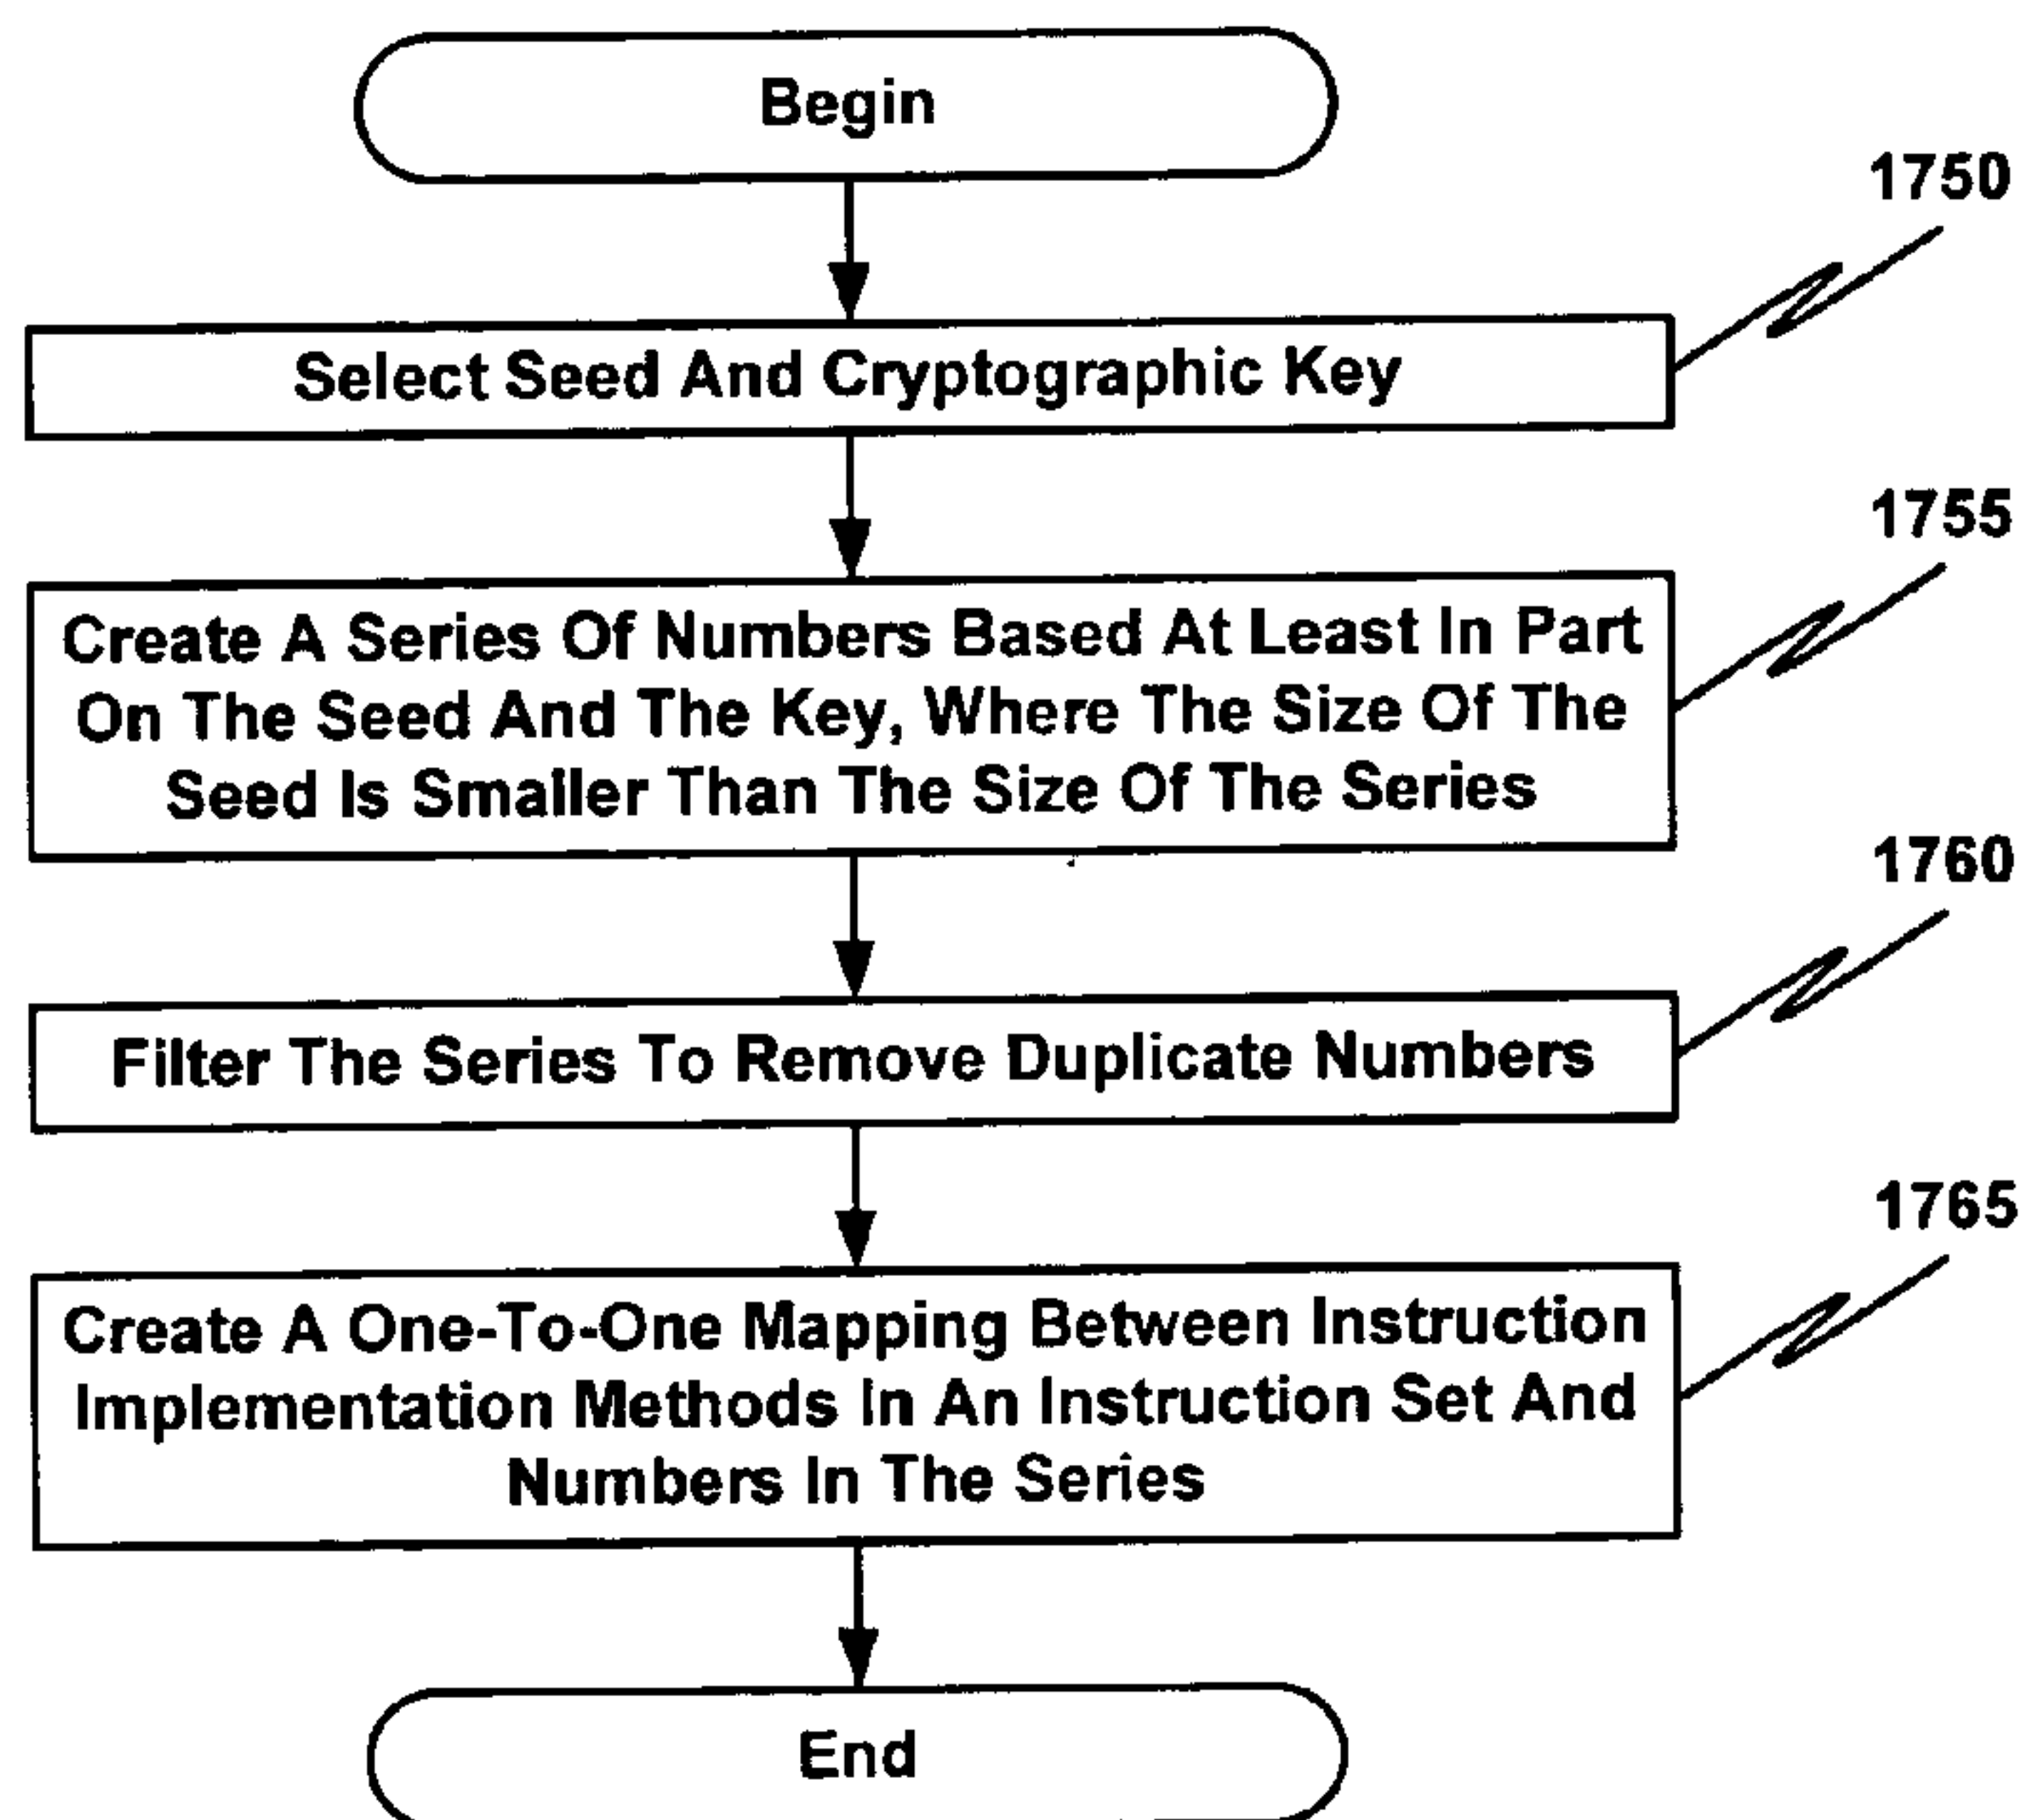 Begin
1750
Select Seed And Cryptographic Key
1755
Create A Series Of Numbers Based At Least In Part
On The Seed And The Key, Where The Size Of The
Seed Is Smaller Than The Size Of The Series
1760
Filter The Series To Remove Duplicate Numbers
1765
Create A One-To-One Mapping Between Instruction
Implementation Methods In An Instruction Set And
Numbers In The Series
End